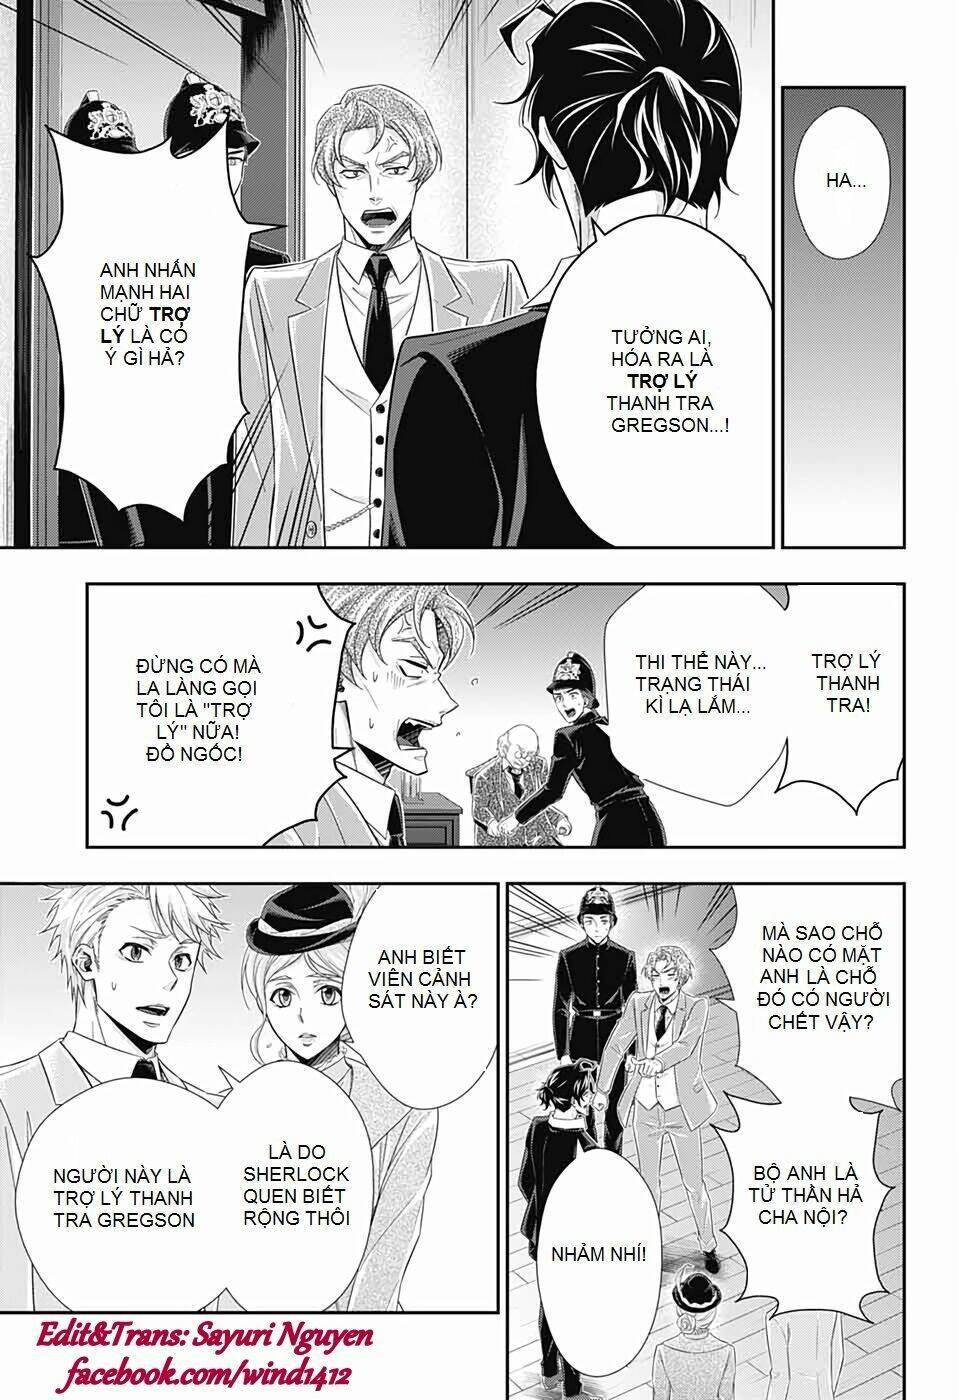 HA...
TƯỞNG AI,
HÓA RA LÀ
TRỢ LÝ
THANH TRA
GREGSON...!
ANH NHẤN
MẠNH HAI
CHỮ TRỢ
LÝ LÀ CÓ
Ý GÌ HẢ?
TRỢ LÝ
THANH
TRA!
THI THỂ NÀY...
TRẠNG THÁI
KÌ LẠ LẮM...
ĐỪNG CÓ MÀ
LA LÀNG GỌI
TÔI LÀ "TRỢ
LÝ" NỮA!
ĐỒ NGỐC!
MÀ SAO CHỖ
NÀO CÓ MẶT
ANH LÀ CHỖ
ĐÓ CÓ NGƯỜI
CHẾT VẬY?
BỘ ANH LÀ
TỬ THẦN HẢ
CHA NỘI?
NHẢM NHÍ!
ANH BIẾT
VIÊN CẢNH
SÁT NÀY À?
LÀ DO
SHERLOCK
QUEN BIẾT
RỘNG THÔI
NGƯỜI NÀY LÀ
TRỢ LÝ THANH
TRA GREGSON
Edit&Trans: Sayuri Nguyen
facebook.com/wind1412